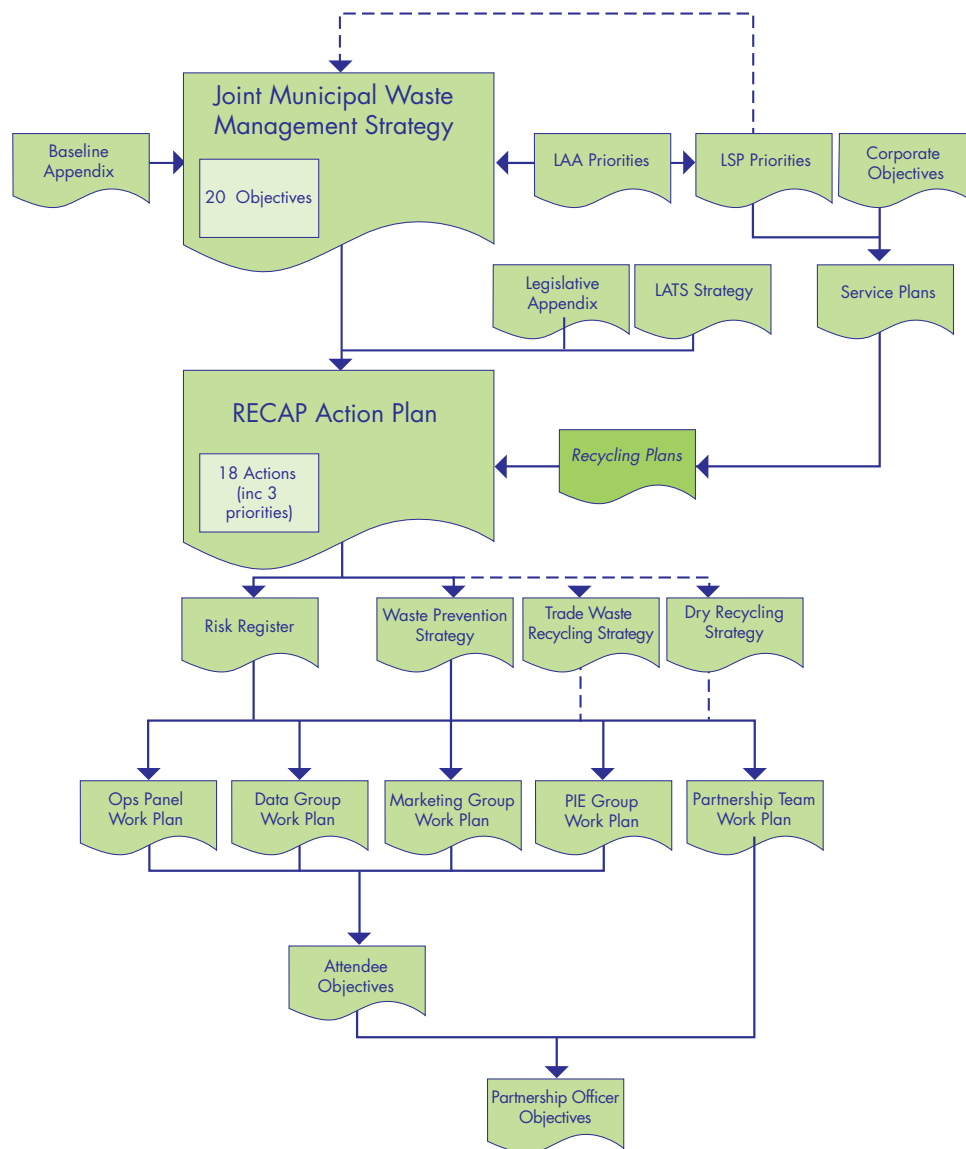 Joint Municipal Waste
Management Strategy
20 Objectives
Baseline
Appendix
LAA Priorities
LSP Priorities
Corporate
Objectives
Legislative
Appendix
LATS Strategy
Service Plans
RECAP Action Plan
18 Actions
(inc 3
priorities)
Recycling Plans
Risk Register
Waste Prevention
Strategy
Trade Waste
Recycling Strategy
Dry Recycling
Strategy
Ops Panel
Work Plan
Data Group
Work Plan
Marketing Group
Work Plan
PIE Group
Work Plan
Partnership Team
Work Plan
Attendee
Objectives
Partnership Officer
Objectives